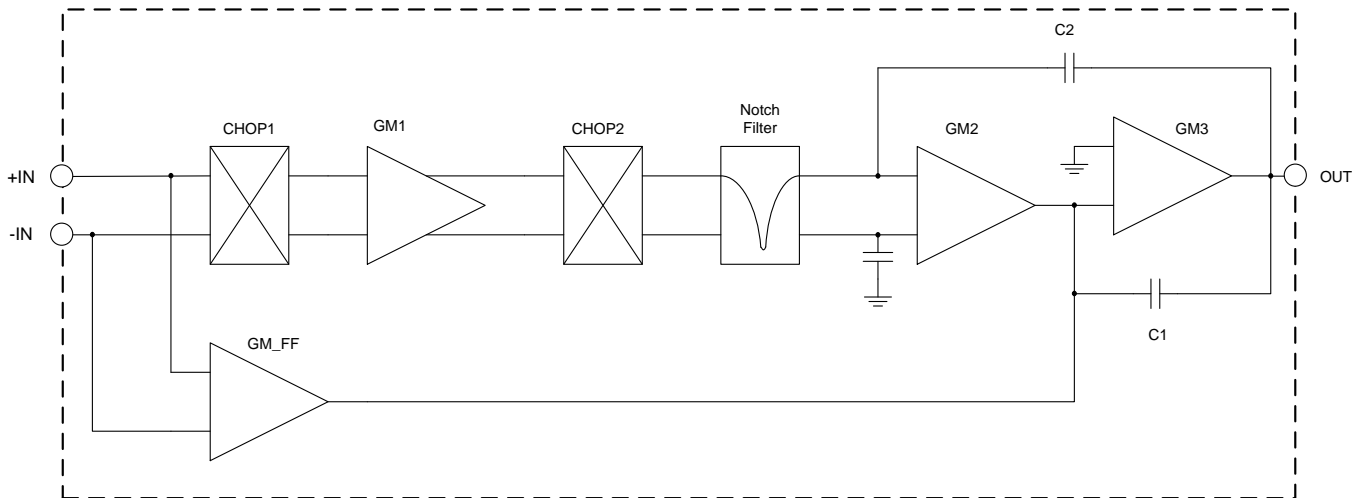 C2
Notch
Filter
CHOP1
GM1
CHOP2
GM2
GM3
+IN
OUT
-IN
C1
GM_FF